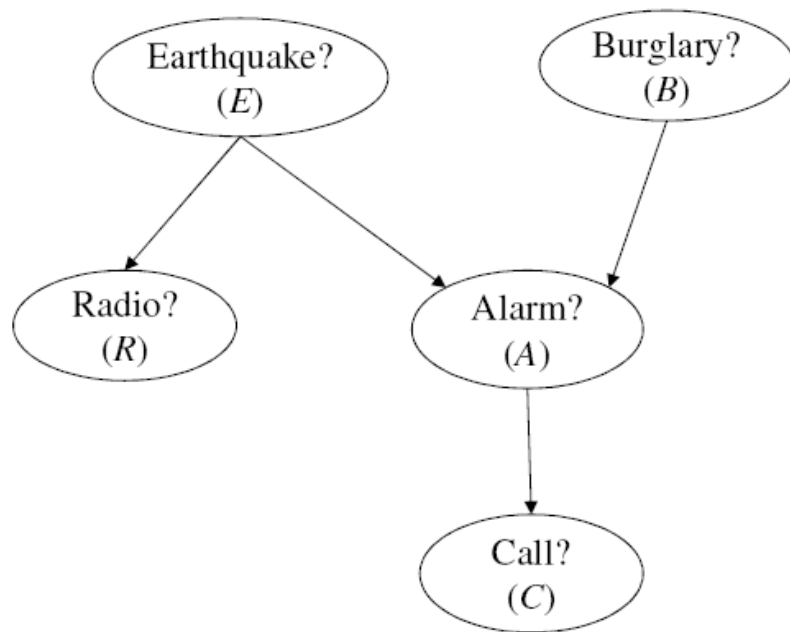 Earthquake?
(E)
Burglary?
(B)
Radio?
(R)
Alarm?
(A)
Call?
(C)